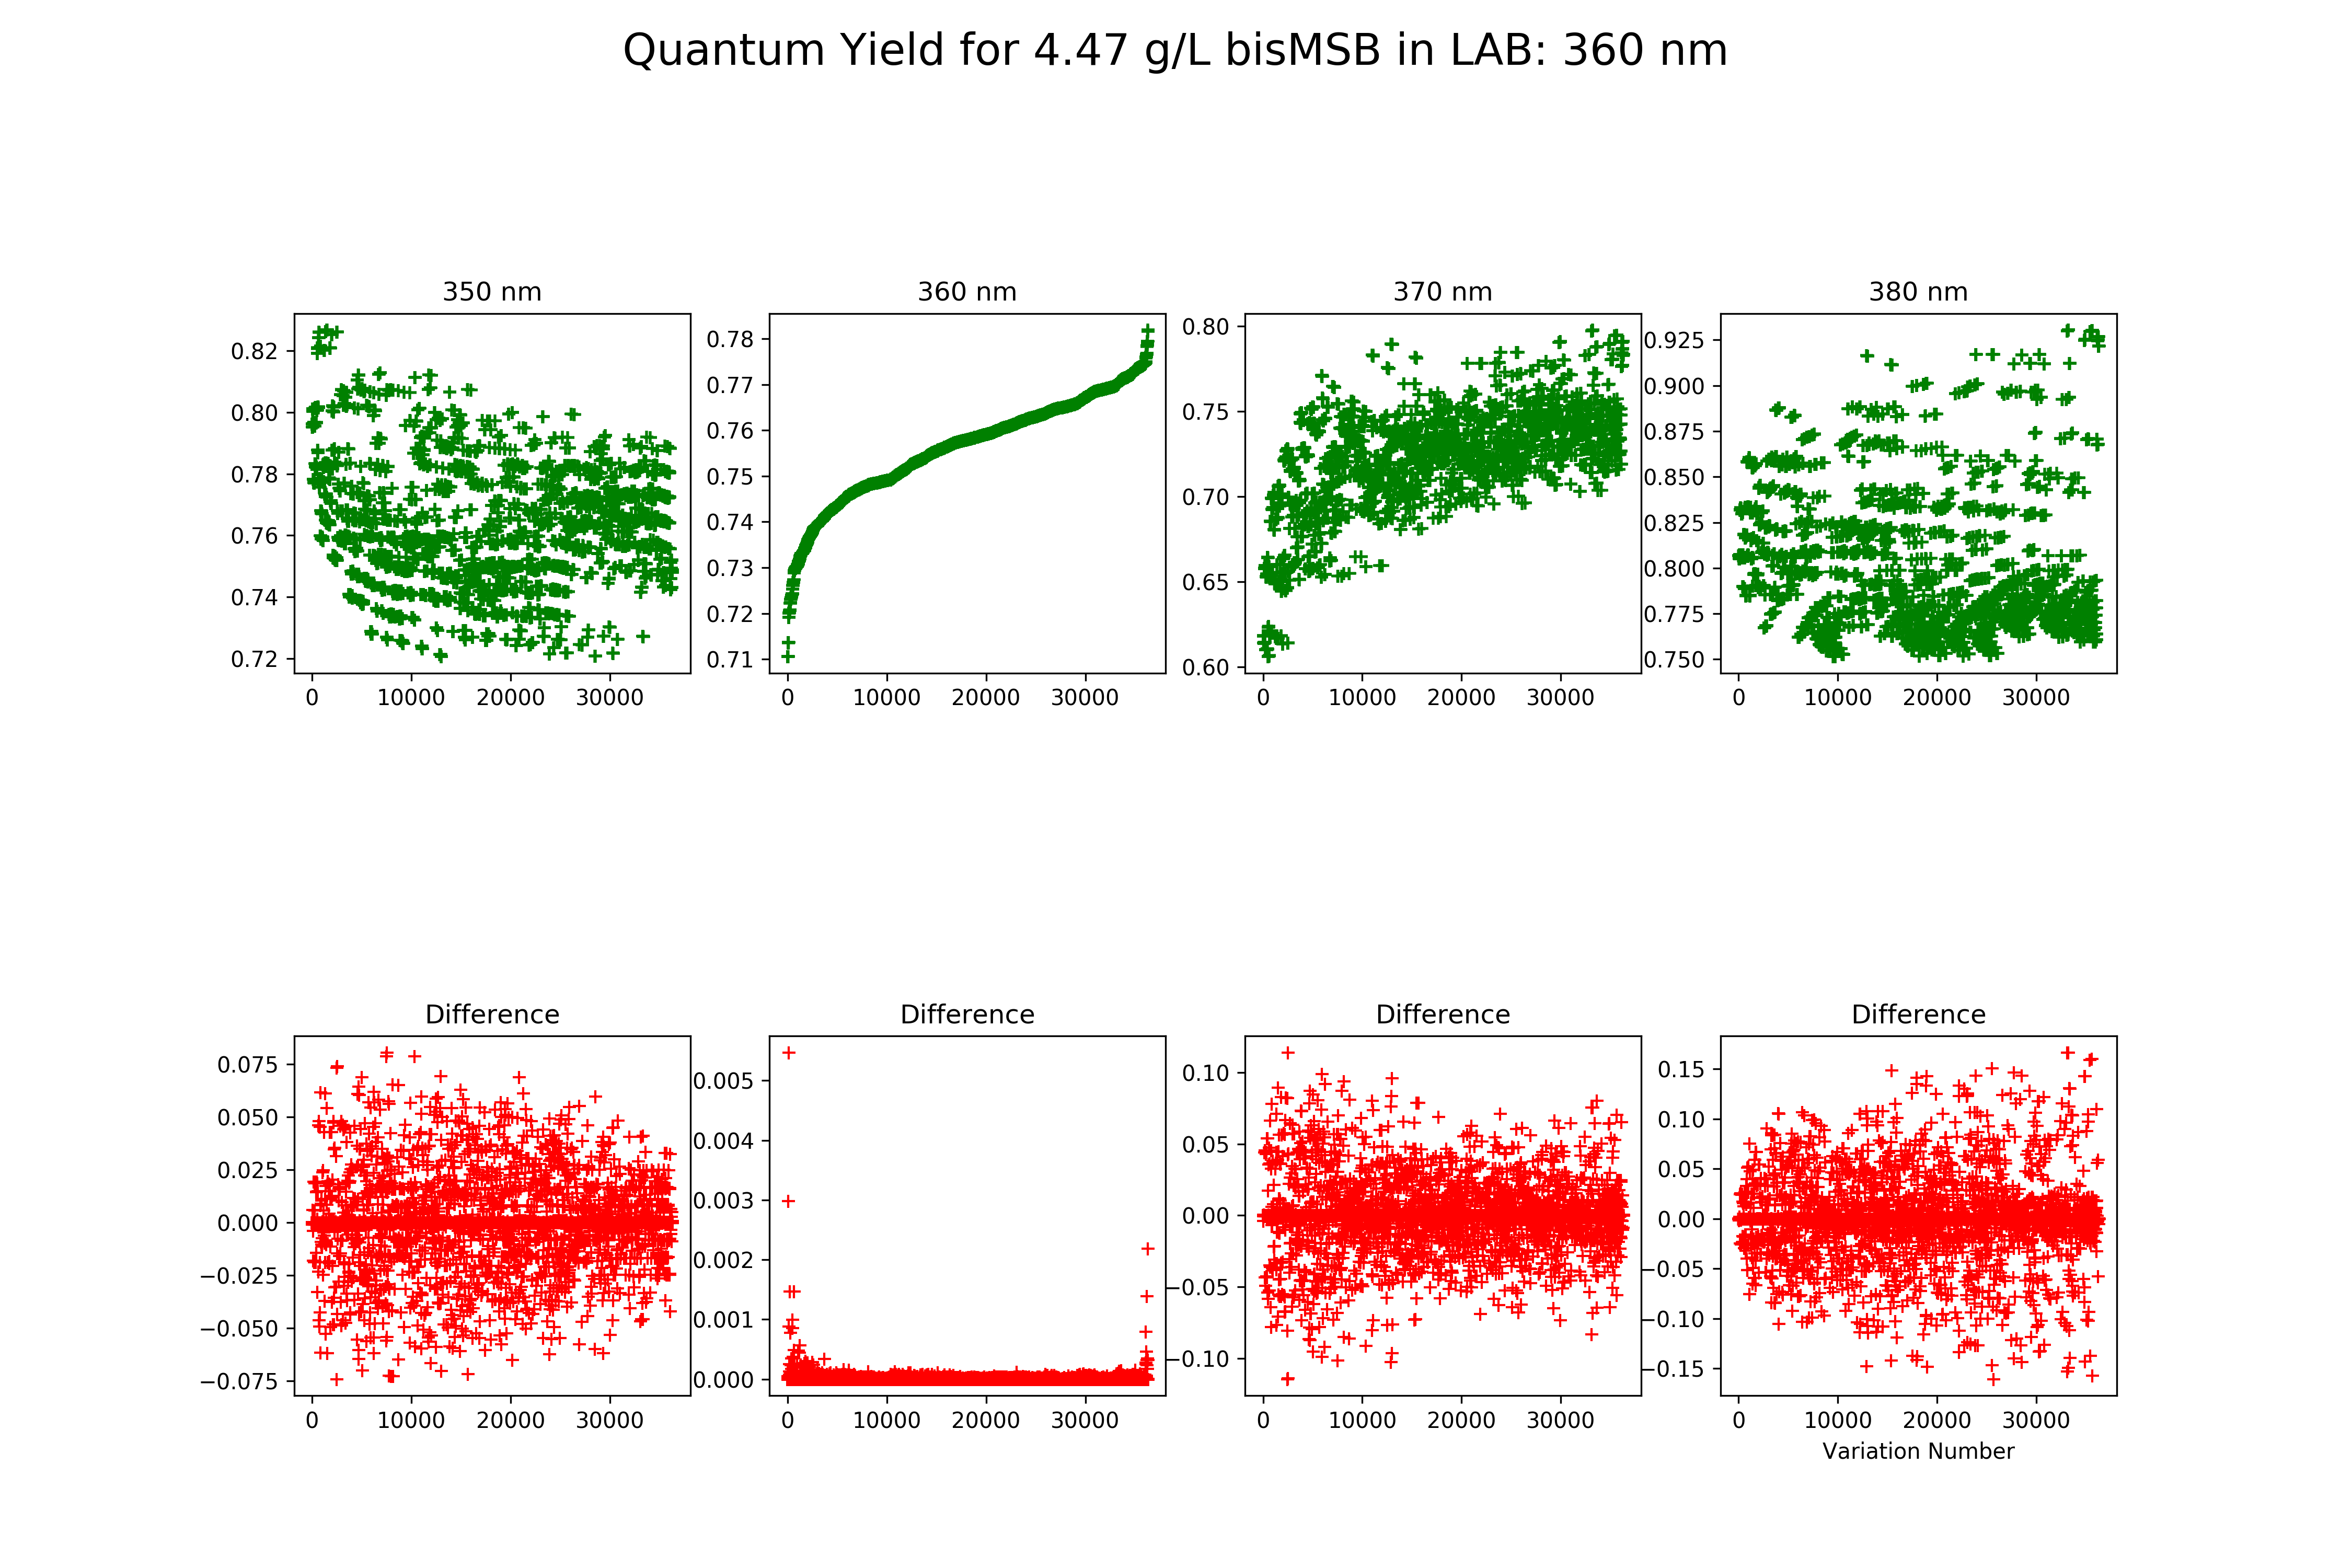 Quantum Yield for 4.47 g/L bisMSB in LAB: 360 nm
350 nm
360 nm
370 nm
380 nm
0.82
0.80
0.78
0.76
0.74
0.72
0 10000 20000 30000
0.78
0.77
0.76
0.75
0.74
0.73
0.72
0.71
0 10000 20000 30000
0.80
0.75
0.70
0.65
0.60
0 10000 20000 30000
0.925
0.900
0.875
0.850
0.825
0.800
0.775
0.750
0 10000 20000 30000
Difference
Difference
Difference
Difference
0.075
0.050
0.025
0.000
−0.025
−0.050
−0.075
0 10000 20000 30000
0.005
0.004
0.003
0.002
0.001
0.000
0 10000 20000 30000
0.10
0.05
0.00
−0.05
−0.10
0 10000 20000 30000
0.15
0.10
0.05
0.00
−0.05
−0.10
−0.15
0 10000 20000 30000
Variation Number